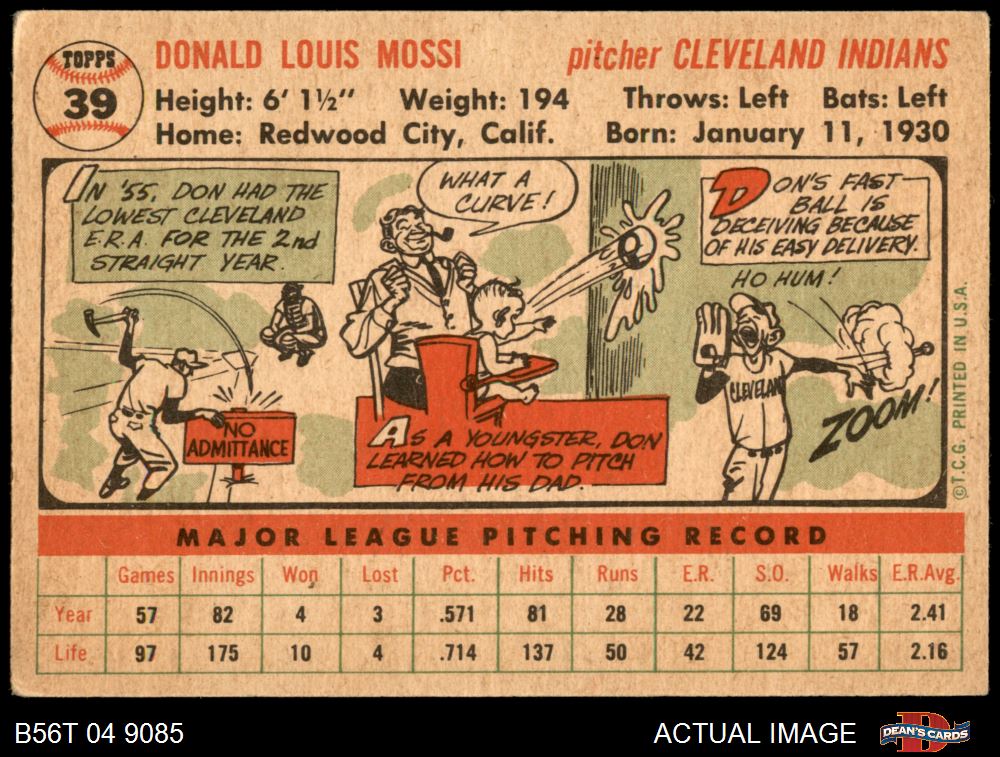 TOPPS
39
DONALD LOUIS MOSSI
pitcher CLEVELAND INDIANS
Height: 6' 1½" Weight: 194 Throws: Left Bats: Left
Home: Redwood City, Calif. Born: January 11, 1930
IN '55, DON HAD THE
LOWEST CLEVELAND
E.R.A. FOR THE 2nd
STRAIGHT YEAR.
NO
ADMITTANCE
WHAT A
CURVE!
AS A YOUNGSTER, DON
LEARNED HOW TO PITCH
FROM HIS DAD.
DON'S FAST-
BALL IS
DECEIVING BECAUSE
OF HIS EASY DELIVERY.
HO HUM!
CLEVELAND
ZOOM!
©T.C.G. PRINTED IN U.S.A.
MAJOR LEAGUE PITCHING RECORD
Games Innings Won Lost Pct. Hits Runs E.R. S.O. Walks E.R.Avg.
Year 57 82 4 3 .571 81 28 22 69 18 2.41
Life 97 175 10 4 .714 137 50 42 124 57 2.16
B56T 04 9085
ACTUAL IMAGE
DEAN'S CARDS